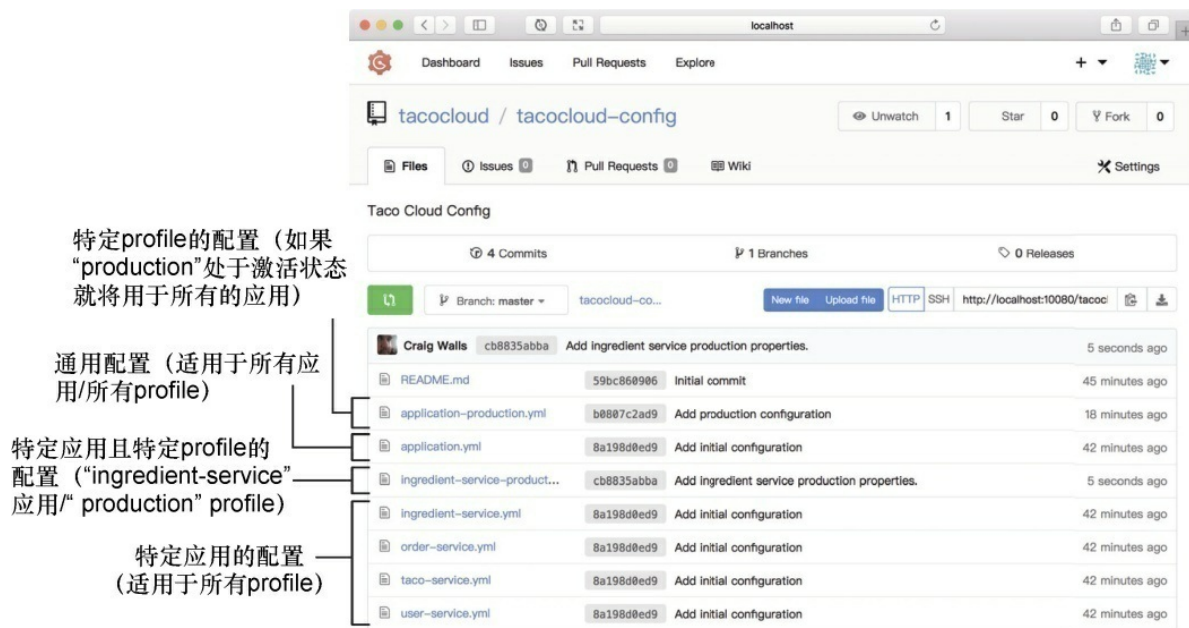 localhost
Dashboard Issues Pull Requests Explore
tacocloud / tacocloud-config
Unwatch 1 Star 0 Fork 0
Files Issues 0 Pull Requests 0 Wiki Settings
Taco Cloud Config
4 Commits 1 Branches 0 Releases
Branch: master tacocloud-co... New file Upload file HTTP SSH http://localhost:10080/tacocl
Craig Walls cb8835abba Add ingredient service production properties. 5 seconds ago
README.md 59bc860906 Initial commit 45 minutes ago
application-production.yml b0807c2ad9 Add production configuration 18 minutes ago
application.yml 8a198d0ed9 Add initial configuration 42 minutes ago
ingredient-service-product... cb8835abba Add ingredient service production properties. 5 seconds ago
ingredient-service.yml 8a198d0ed9 Add initial configuration 42 minutes ago
order-service.yml 8a198d0ed9 Add initial configuration 42 minutes ago
taco-service.yml 8a198d0ed9 Add initial configuration 42 minutes ago
user-service.yml 8a198d0ed9 Add initial configuration 42 minutes ago
特定profile的配置（如果
“production”处于激活状态
就将用于所有的应用）
通用配置（适用于所有应
用/所有profile）
特定应用且特定profile的
配置（“ingredient-service”
应用/“ production” profile）
特定应用的配置
（适用于所有profile）